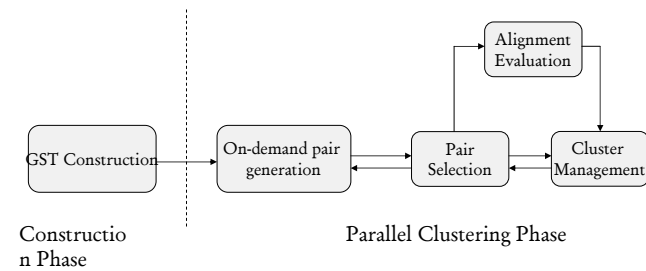 Alignment
Evaluation
GST Construction
On-demand pair
generation
Pair
Selection
Cluster
Management
Constructio
n Phase
Parallel Clustering Phase